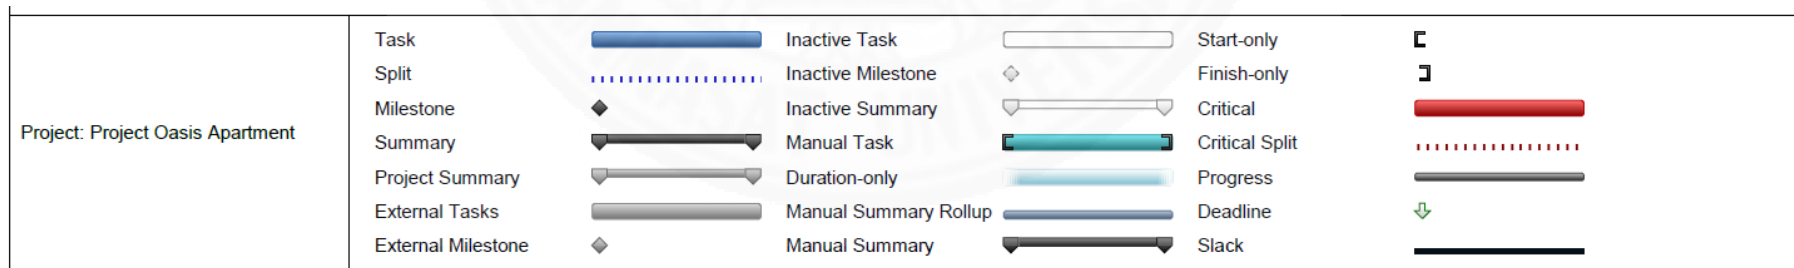 Project: Project Oasis Apartment
Task
Split
Milestone
Summary
Project Summary
External Tasks
External Milestone
Inactive Task
Inactive Milestone
Inactive Summary
Manual Task
Duration-only
Manual Summary Rollup
Manual Summary
Start-only
Finish-only
Critical
Critical Split
Progress
Deadline
Slack